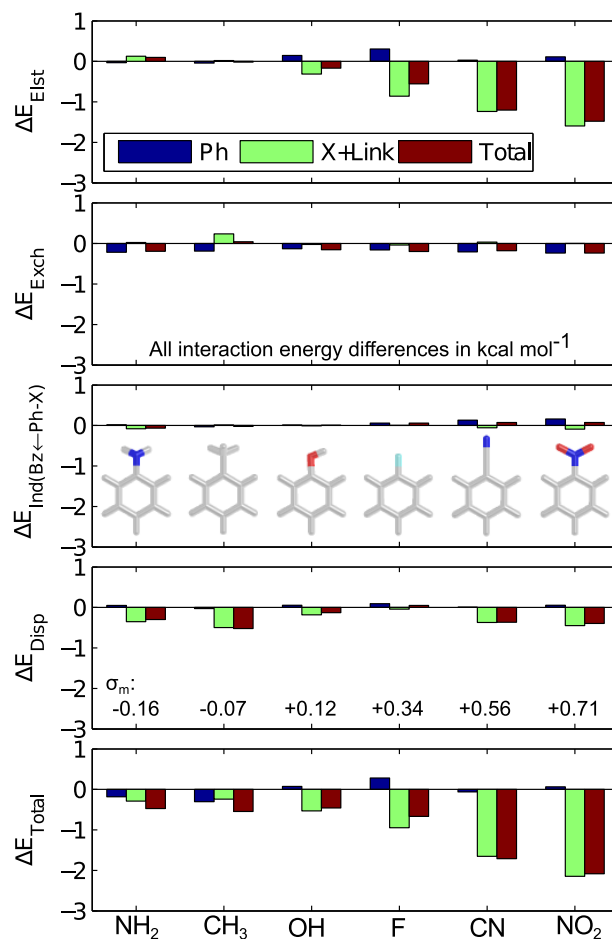 1
0
−1
−2
−3
ΔE_Elst
Ph
X+Link
Total
1
0
−1
−2
−3
ΔE_Exch
All interaction energy differences in kcal mol⁻¹
1
0
−1
−2
−3
ΔE_Ind(Bz←Ph-X)
1
0
−1
−2
−3
ΔE_Disp
σₘ:
-0.16 -0.07 +0.12 +0.34 +0.56 +0.71
1
0
−1
−2
−3
ΔE_Total
NH₂ CH₃ OH F CN NO₂